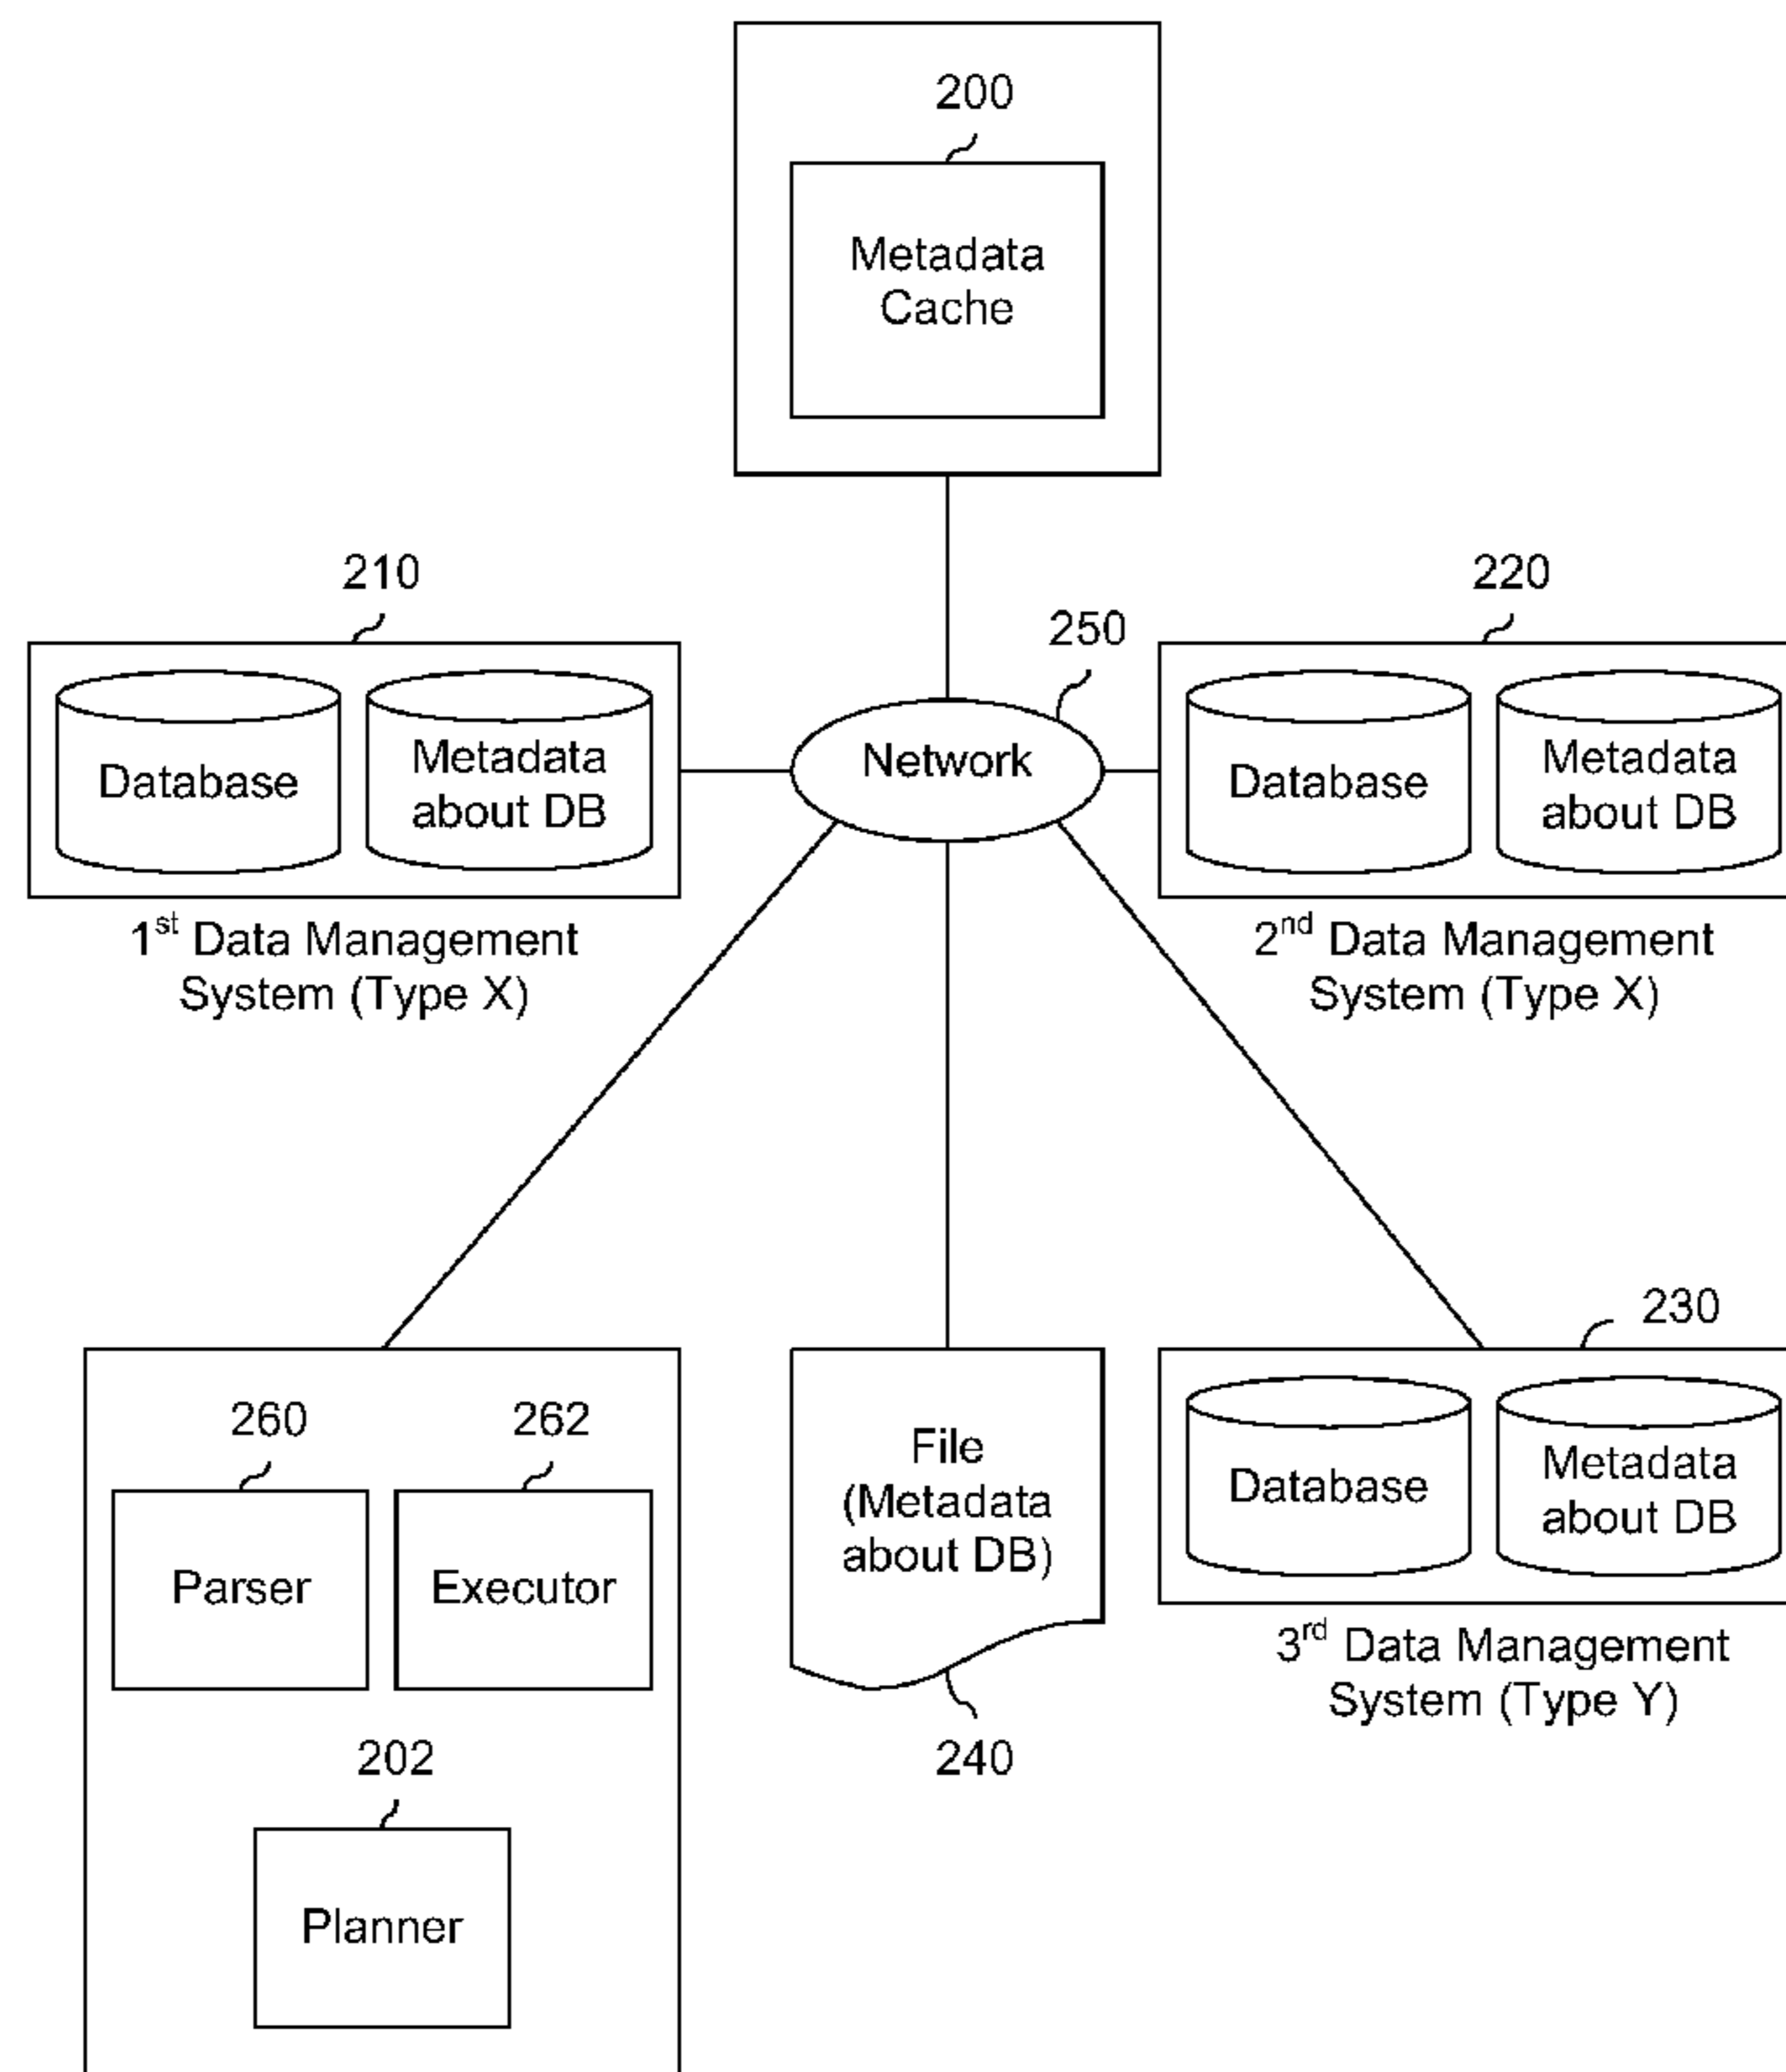 200
Metadata
Cache
210
220
250
Database
Metadata
about DB
Network
Database
Metadata
about DB
1st Data Management
System (Type X)
2nd Data Management
System (Type X)
230
260
262
Parser
Executor
File
(Metadata
about DB)
Database
Metadata
about DB
3rd Data Management
System (Type Y)
202
240
Planner